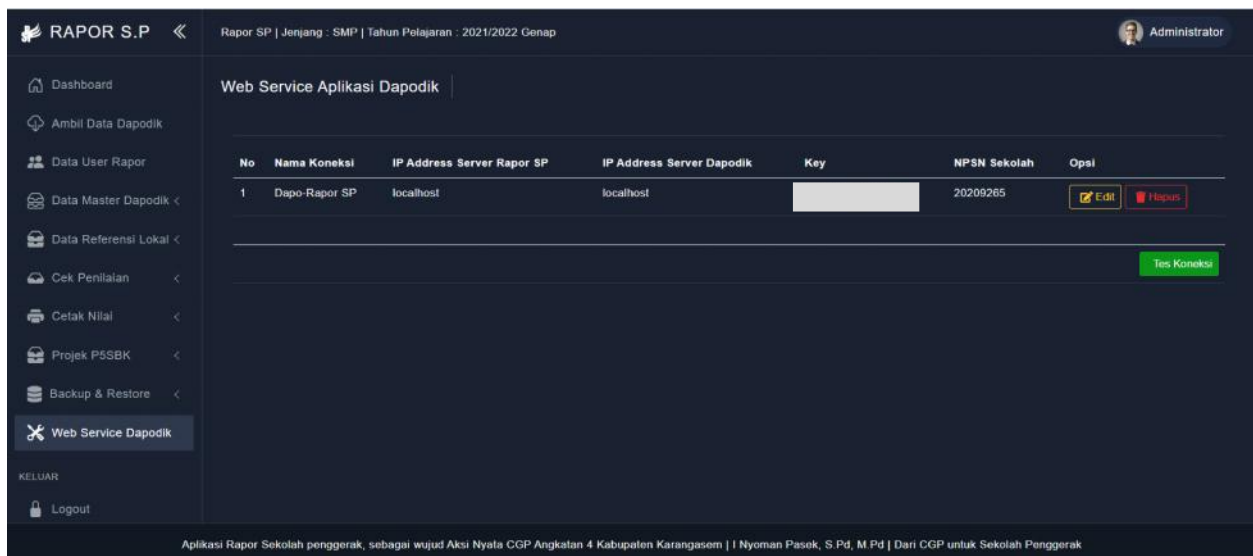 RAPOR S.P
Rapor SP | Jenjang : SMP | Tahun Pelajaran : 2021/2022 Genap
Administrator
Dashboard
Ambil Data Dapodik
Data User Rapor
Data Master Dapodik
Data Referensi Lokal
Cek Penilaian
Cetak Nilai
Projek P5SBK
Backup & Restore
Web Service Dapodik
KELUAR
Logout
Web Service Aplikasi Dapodik
No Nama Koneksi IP Address Server Rapor SP IP Address Server Dapodik Key NPSN Sekolah Opsi
1 Dapo-Rapor SP localhost localhost 20209265 Edit Hapus
Tes Koneksi
Aplikasi Rapor Sekolah penggerak, sebagai wujud Aksi Nyata CGP Angkatan 4 Kabupaten Karangasem | I Nyoman Pasek, S.Pd, M.Pd | Dari CGP untuk Sekolah Penggerak